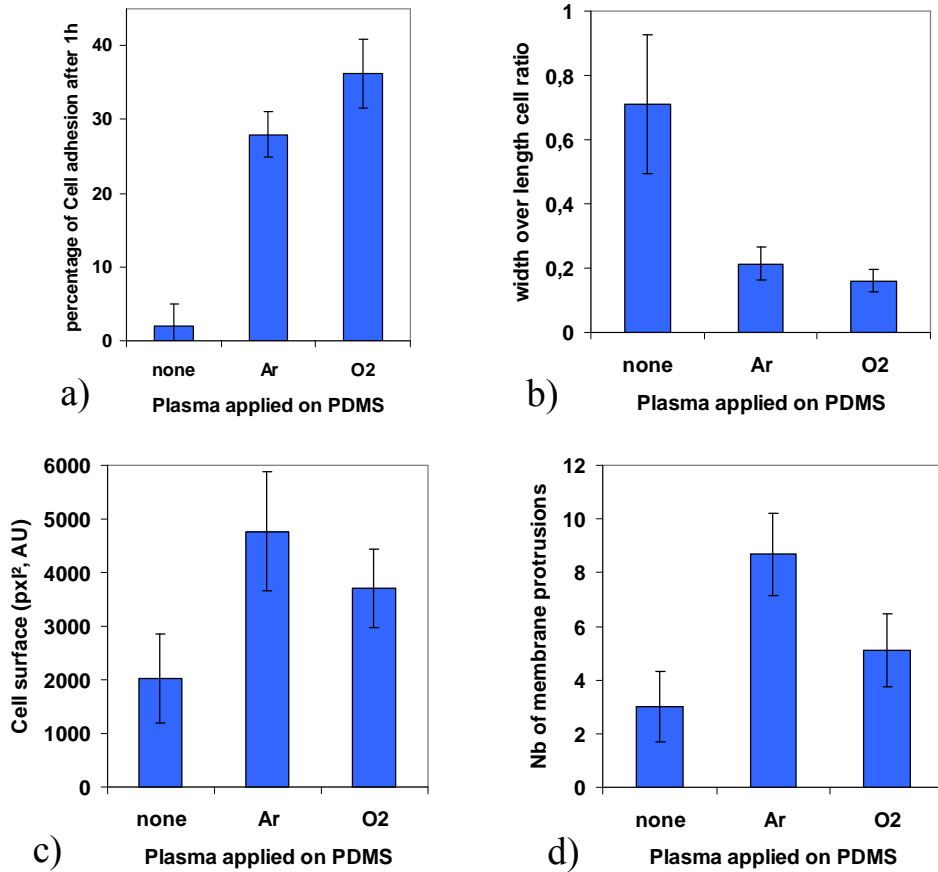 percentage of Cell adhesion after 1h
40
30
20
10
0
none Ar O2
Plasma applied on PDMS
a)
width over length cell ratio
1
0,8
0,6
0,4
0,2
0
none Ar O2
Plasma applied on PDMS
b)
Cell surface (pxl², AU)
6000
5000
4000
3000
2000
1000
0
none Ar O2
Plasma applied on PDMS
c)
Nb of membrane protrusions
12
10
8
6
4
2
0
none Ar O2
Plasma applied on PDMS
d)